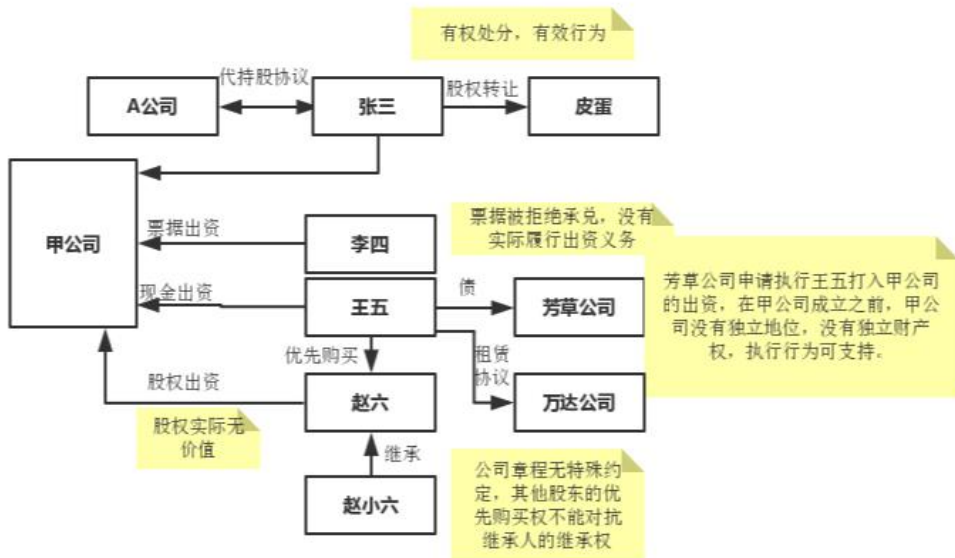 有权处分，有效行为
代持股协议
股权转让
A公司
张三
皮蛋
甲公司
票据出资
李四
票据被拒绝承兑，没有
实际履行出资义务
现金出资
王五
债
芳草公司
芳草公司申请执行王五打入甲公司
的出资，在甲公司成立之前，甲公
司没有独立地位，没有独立财产
权，执行行为可支持。
优先购买
租赁
协议
股权出资
赵六
万达公司
股权实际无
价值
继承
赵小六
公司章程无特殊约
定，其他股东的优
先购买权不能对抗
继承人的继承权